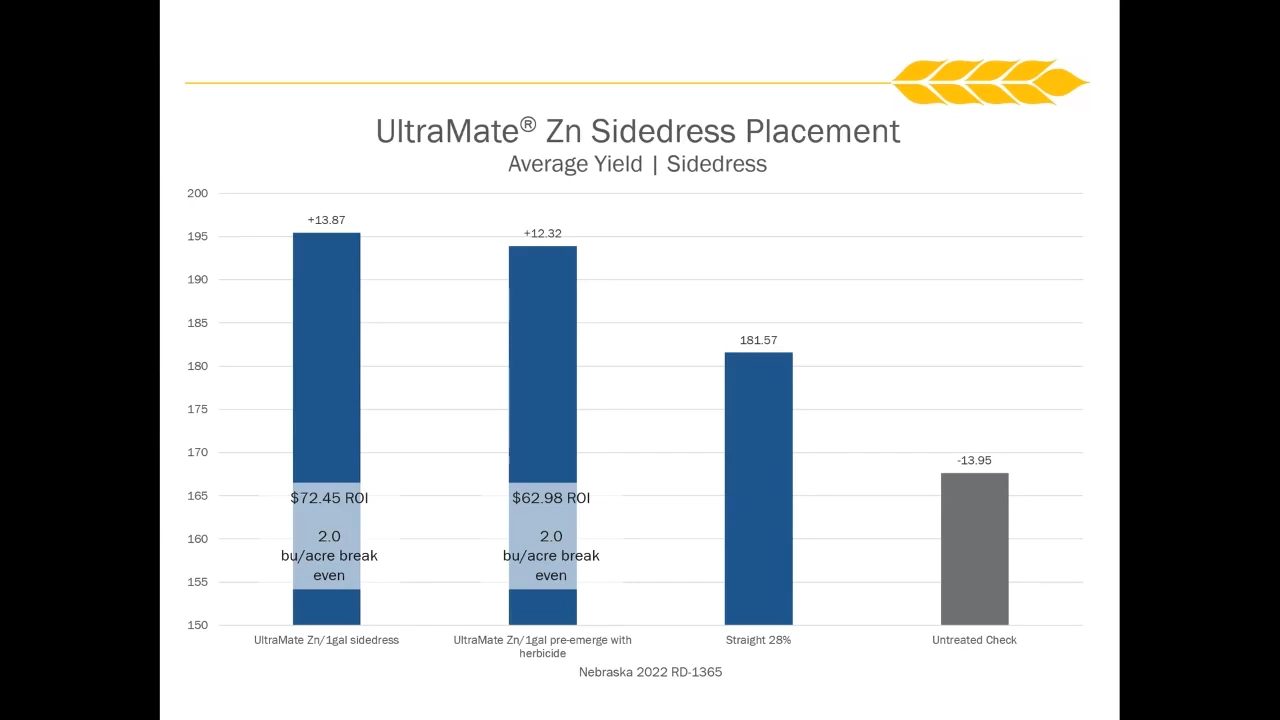 UltraMate® Zn Sidedress Placement
Average Yield | Sidedress
200
195
190
185
180
175
170
165
160
155
150
+13.87
+12.32
181.57
-13.95
$72.45 ROI
2.0
bu/acre break
even
$62.98 ROI
2.0
bu/acre break
even
UltraMate Zn/1gal sidedress
UltraMate Zn/1gal pre-emerge with
herbicide
Straight 28%
Untreated Check
Nebraska 2022 RD-1365